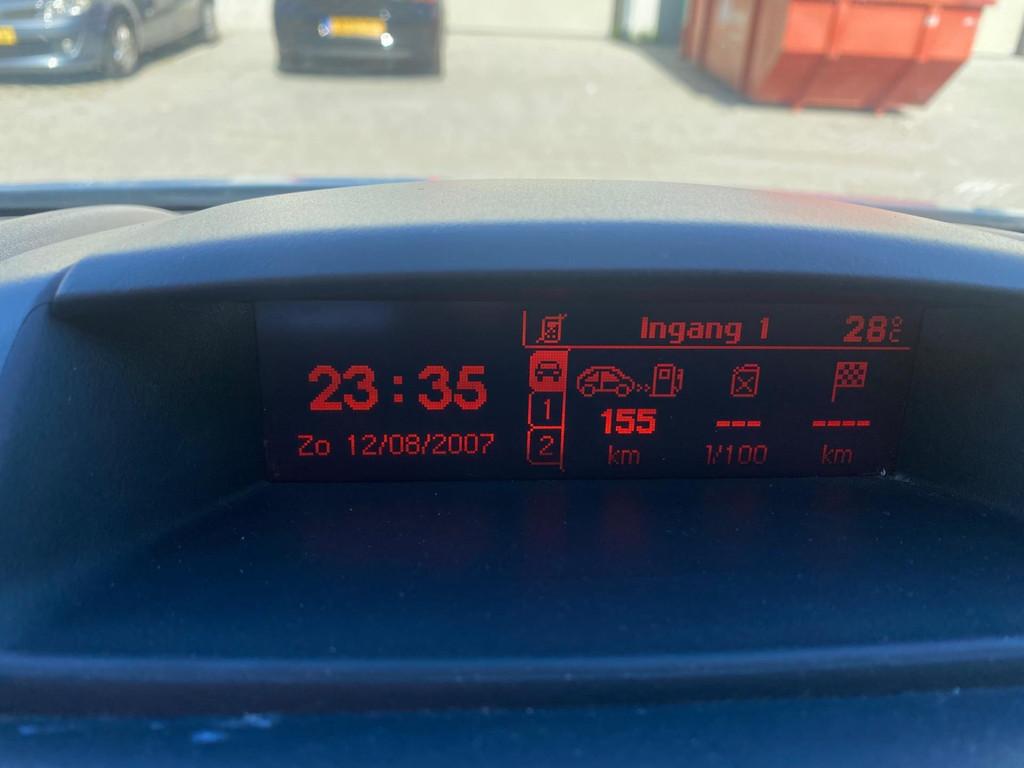 Ingang 1 28°C
23:35
Zo 12/08/2007
1
2
155 --- ----
km l/100 km